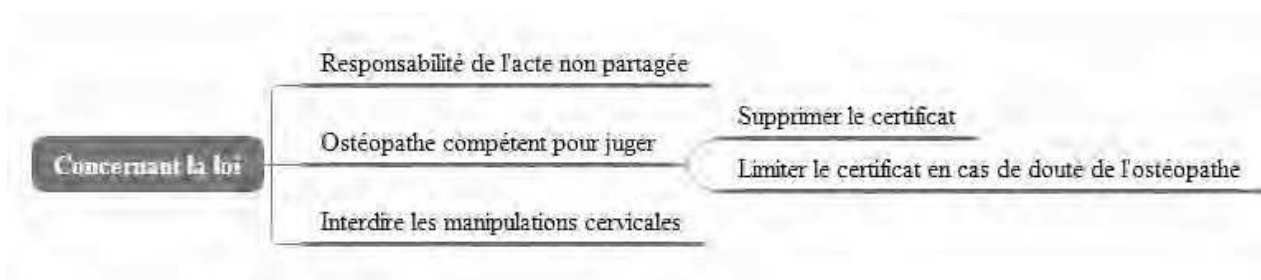 Responsabilité de l'acte non partagée
Supprimer le certificat
Ostéopathe compétent pour juger
Concernant la loi
Limiter le certificat en cas de doute de l'ostéopathe
Interdire les manipulations cervicales